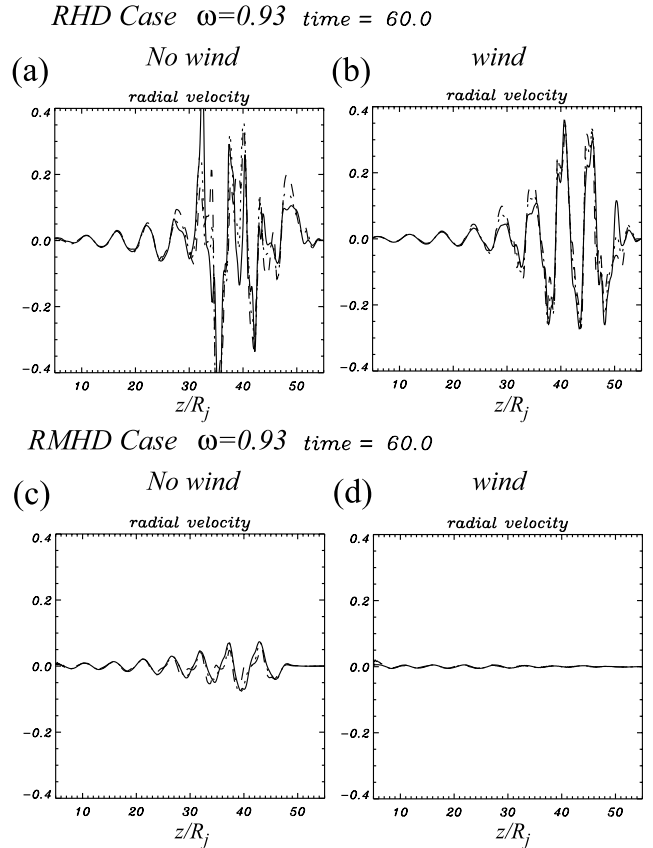 RHD Case ω=0.93 time = 60.0
(a) No wind
(b) wind
radial velocity
radial velocity
0.4
0.2
0.0
-0.2
-0.4
10 20 30 40 50
z/Rj
0.4
0.2
0.0
-0.2
-0.4
10 20 30 40 50
z/Rj
RMHD Case ω=0.93 time = 60.0
(c) No wind
(d) wind
radial velocity
radial velocity
0.4
0.2
0.0
-0.2
-0.4
10 20 30 40 50
z/Rj
0.4
0.2
0.0
-0.2
-0.4
10 20 30 40 50
z/Rj